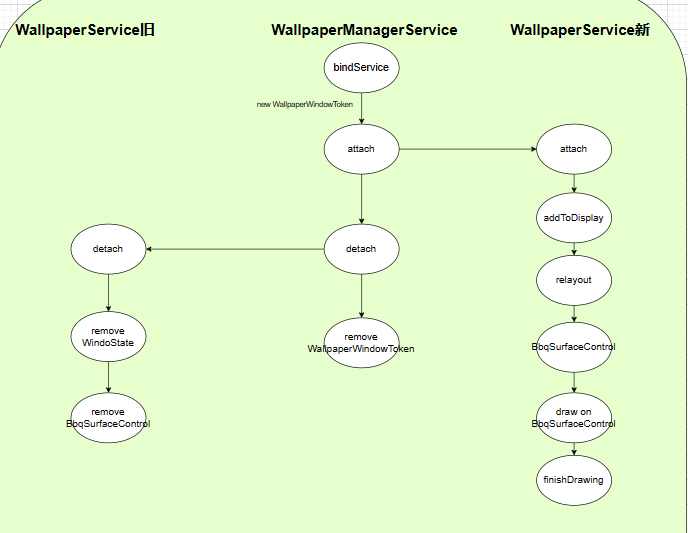 WallpaperService旧
WallpaperManagerService
WallpaperService新
bindService
new WallpaperWindowToken
attach
attach
addToDisplay
detach
detach
relayout
remove
WindoState
remove
WallpaperWindowToken
BbqSurfaceControl
remove
BbqSurfaceControl
draw on
BbqSurfaceControl
finishDrawing